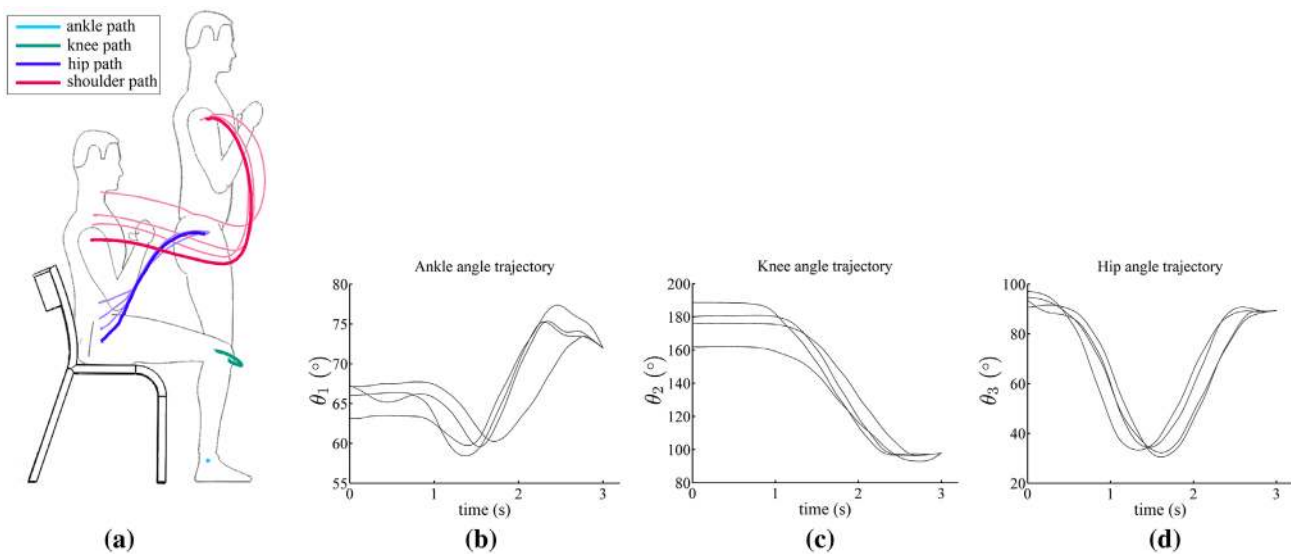 ankle path
knee path
hip path
shoulder path
(a)
Ankle angle trajectory
80
75
70
65
60
55
θ₁ (°)
0 1 2 3
time (s)
(b)
Knee angle trajectory
200
180
160
140
120
100
80
θ₂ (°)
0 1 2 3
time (s)
(c)
Hip angle trajectory
100
80
60
40
20
θ₃ (°)
0 1 2 3
time (s)
(d)